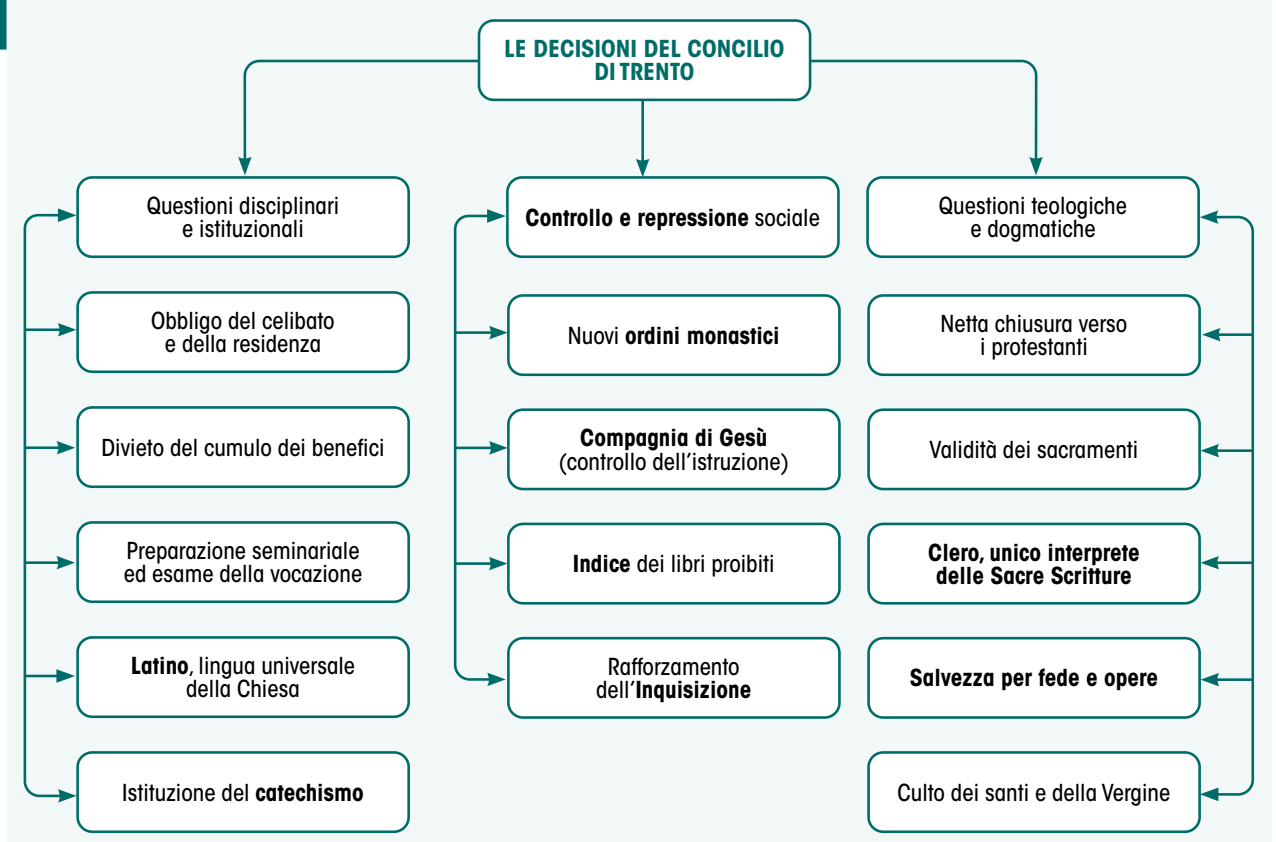 LE DECISIONI DEL CONCILIO
DI TRENTO
Questioni disciplinari
e istituzionali
Obbligo del celibato
e della residenza
Divieto del cumulo dei benefici
Preparazione seminariale
ed esame della vocazione
Latino, lingua universale
della Chiesa
Istituzione del catechismo
Controllo e repressione sociale
Nuovi ordini monastici
Compagnia di Gesù
(controllo dell'istruzione)
Indice dei libri proibiti
Rafforzamento
dell'Inquisizione
Questioni teologiche
e dogmatiche
Netta chiusura verso
i protestanti
Validità dei sacramenti
Clero, unico interprete
delle Sacre Scritture
Salvezza per fede e opere
Culto dei santi e della Vergine